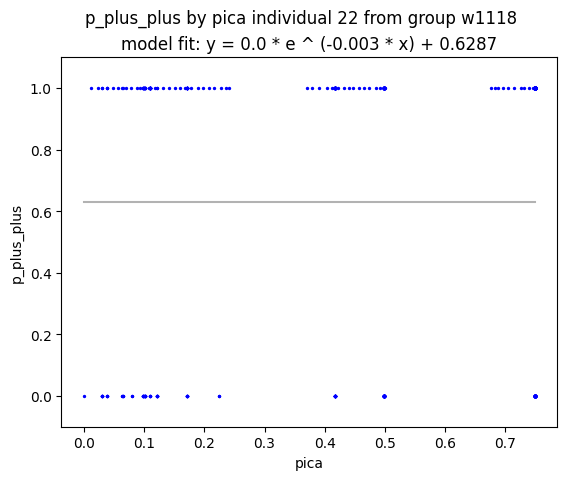 p_plus_plus by pica individual 22 from group w1118
model fit: y = 0.0 * e ^ (-0.003 * x) + 0.6287
1.0
0.8
0.6
0.4
0.2
0.0
p_plus_plus
0.0 0.1 0.2 0.3 0.4 0.5 0.6 0.7
pica